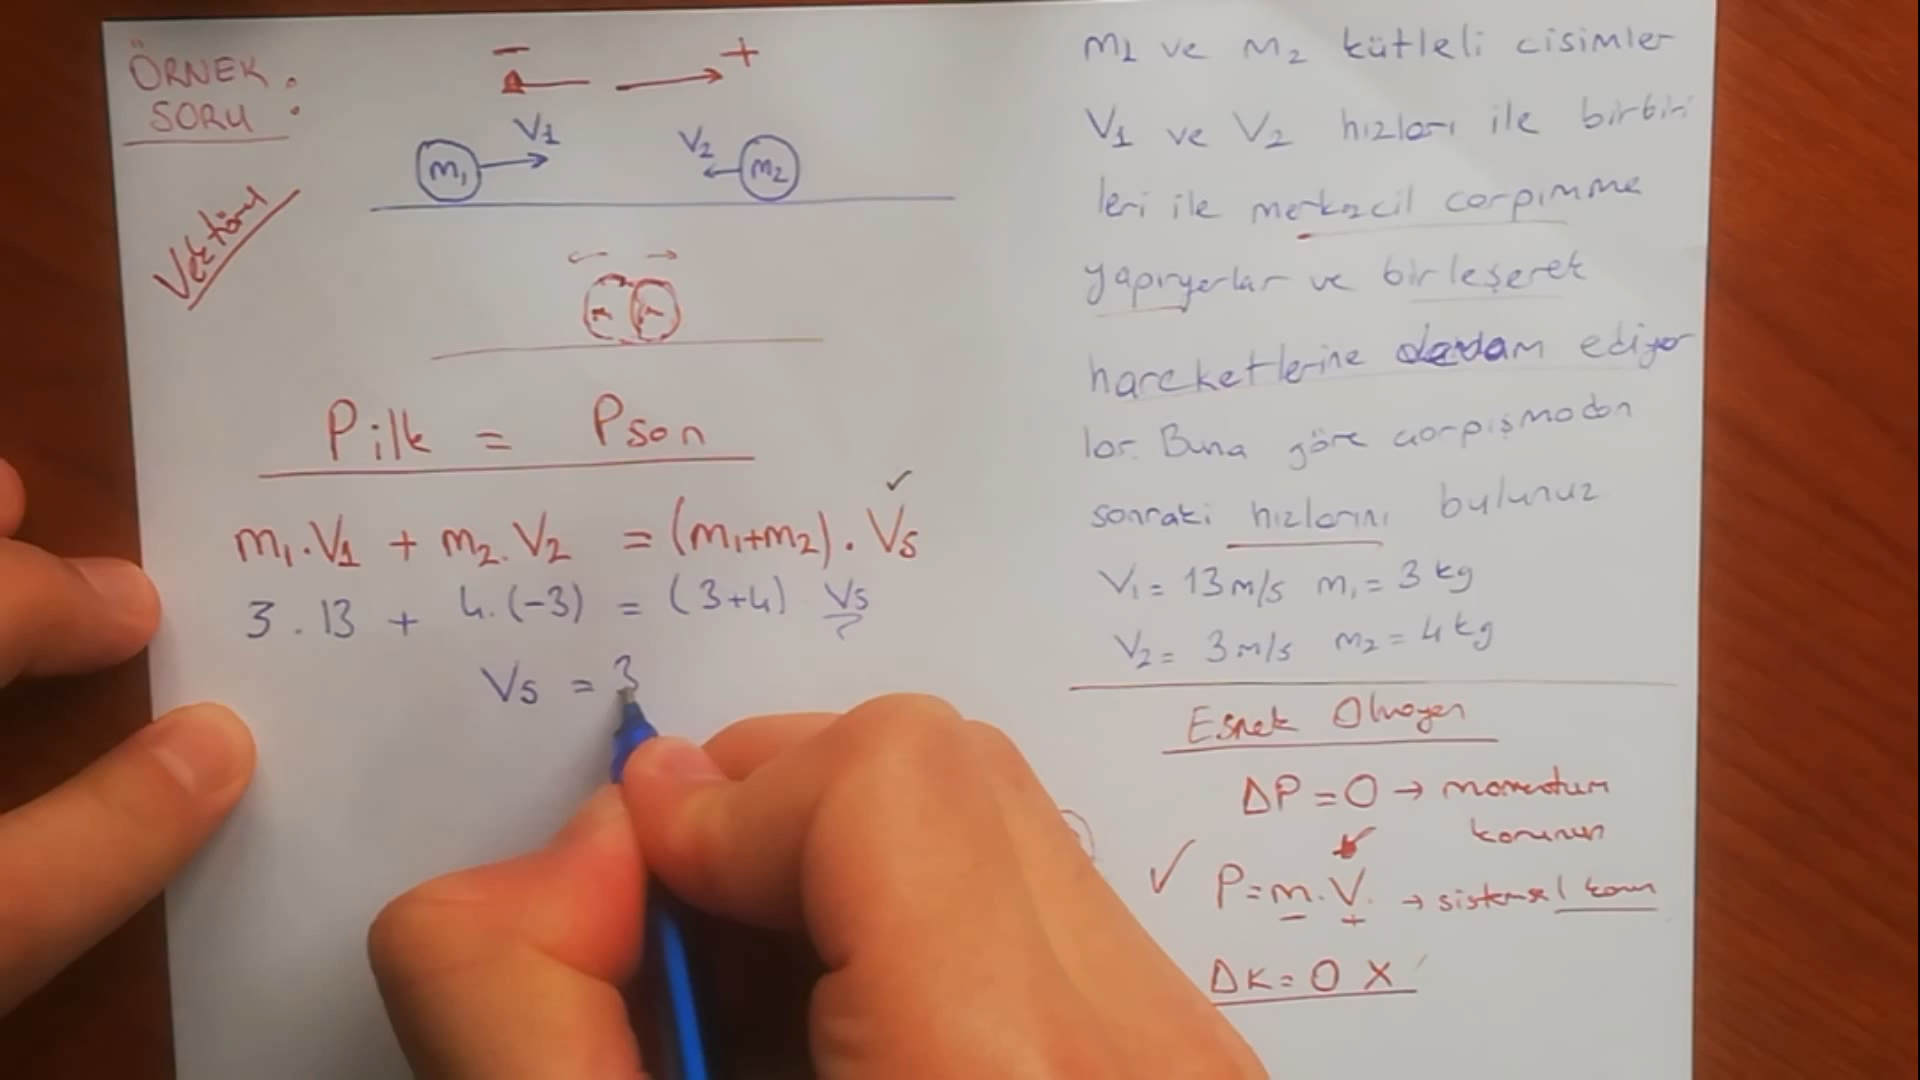 ÖRNEK :
SORU
Vektörel
- +
V1 V2
m1 m2
m m
Pilk = Pson
m1.V1 + m2.V2 = (m1+m2).Vs
3.13 + 4.(-3) = (3+4) Vs
?
Vs = 3
m1 ve m2 kütleli cisimler
V1 ve V2 hızları ile birbiri
leri ile merkezcil çarpımma
yapıyorlar ve birleşerek
hareketlerine devam ediyor
lar. Buna göre çarpışmadan
sonraki hızlarını bulunuz
V1 = 13 m/s m1 = 3 kg
V2 = 3 m/s m2 = 4 kg
Esnek Olmayan
ΔP = 0 → momentum
korunur
✓ P = m.V → sistemsel
ΔK = 0 X